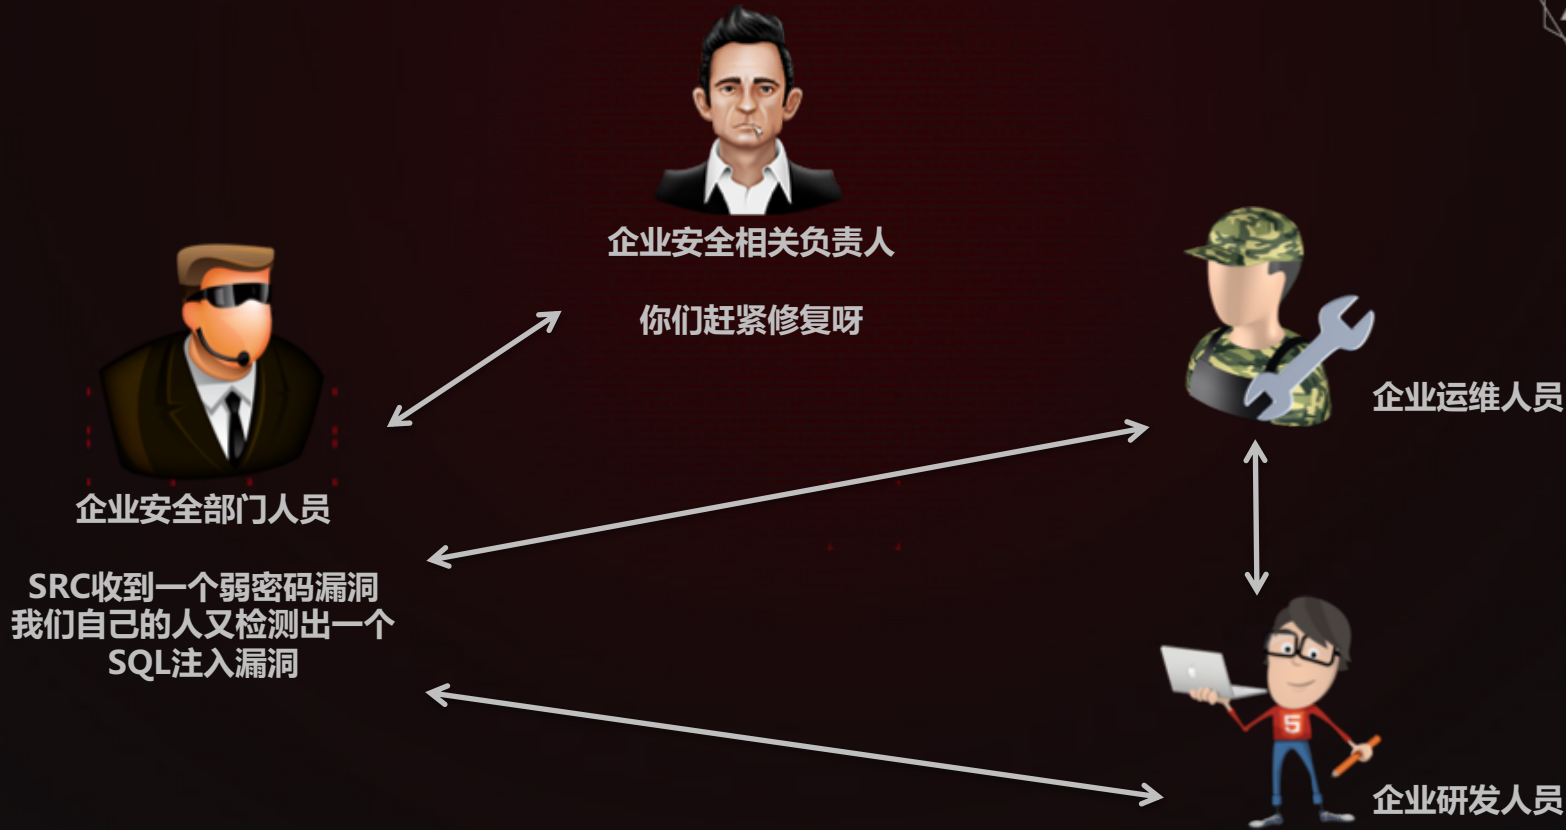 企业安全相关负责人
你们赶紧修复呀
企业运维人员
企业安全部门人员
SRC收到一个弱密码漏洞
我们自己的人又检测出一个
SQL注入漏洞
5
企业研发人员